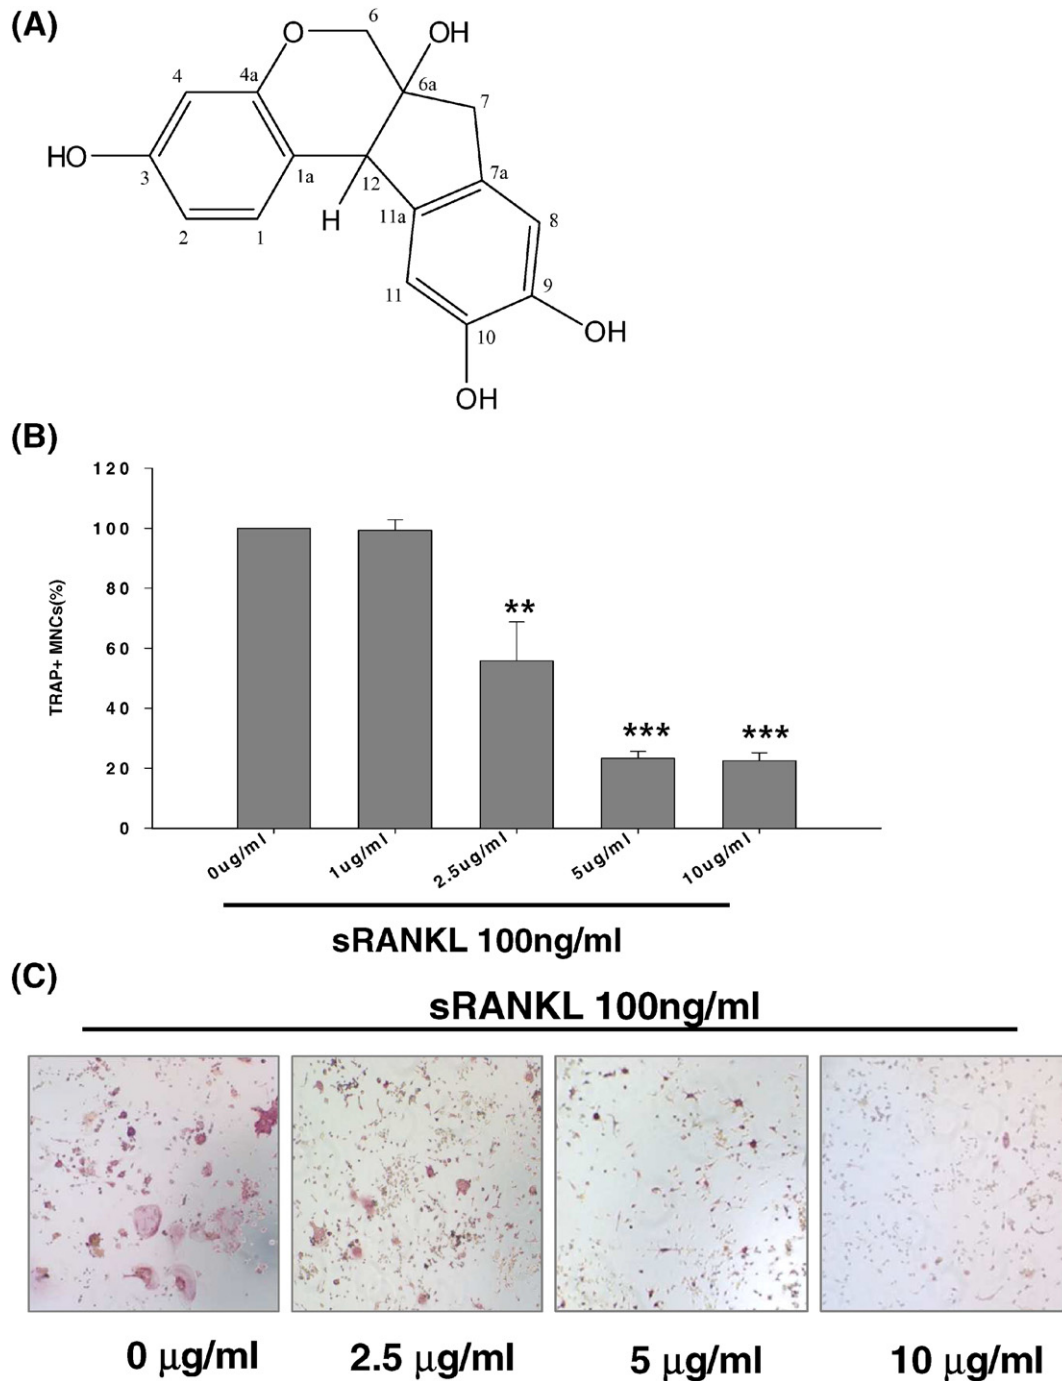 (A)
O
6
OH
4
4a
6a
7
HO
3
1a
12
7a
H
11a
8
2
1
11
9
10
OH
OH
(B)
120
100
80
60
40
20
0
TRAP+ MNCs(%)
**
***
***
0ug/ml
1ug/ml
2.5ug/ml
5ug/ml
10ug/ml
sRANKL 100ng/ml
(C)
sRANKL 100ng/ml
0 μg/ml
2.5 μg/ml
5 μg/ml
10 μg/ml